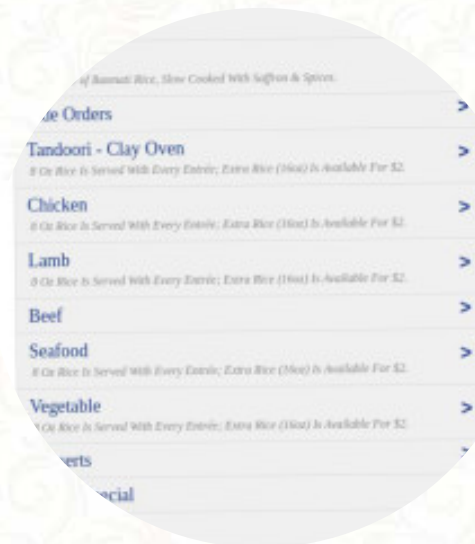 of Basmati Rice, Slow Cooked With Saffron & Spices.
Orders
Tandoori - Clay Oven
8 Oz Rice Is Served With Every Entrée; Extra Rice (16oz) Is Available For $2.
Chicken
8 Oz Rice Is Served With Every Entrée; Extra Rice (16oz) Is Available For $2.
Lamb
8 Oz Rice Is Served With Every Entrée; Extra Rice (16oz) Is Available For $2.
Beef
Seafood
8 Oz Rice Is Served With Every Entrée; Extra Rice (16oz) Is Available For $2.
Vegetable
Oz Rice Is Served With Every Entrée; Extra Rice (16oz) Is Available For $2.
erts
ecial